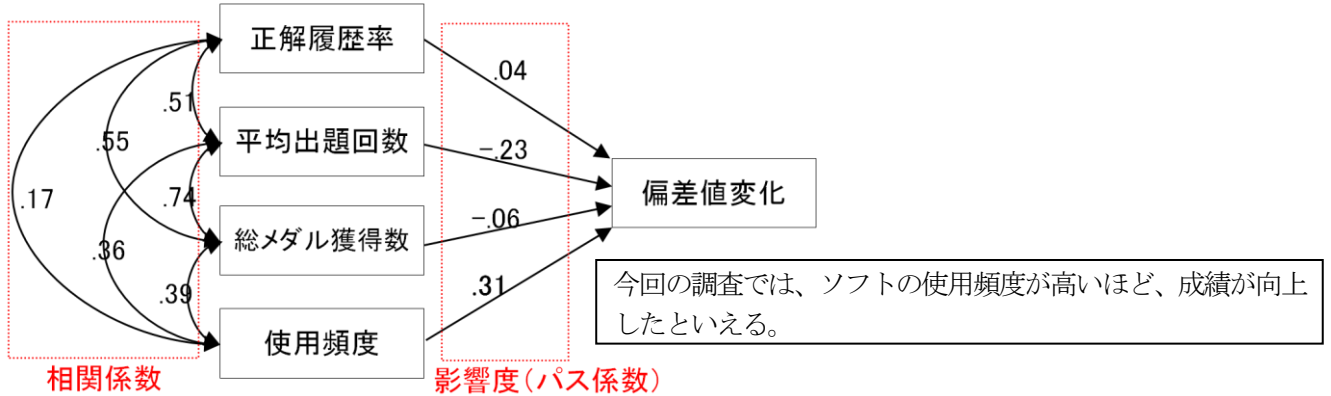 正解履歴率
.04
.51
平均出題回数
.55
-.23
偏差値変化
.17
.74
-.06
総メダル獲得数
.36
.39
.31
今回の調査では、ソフトの使用頻度が高いほど、成績が向上
したといえる。
使用頻度
相関係数
影響度(パス係数)